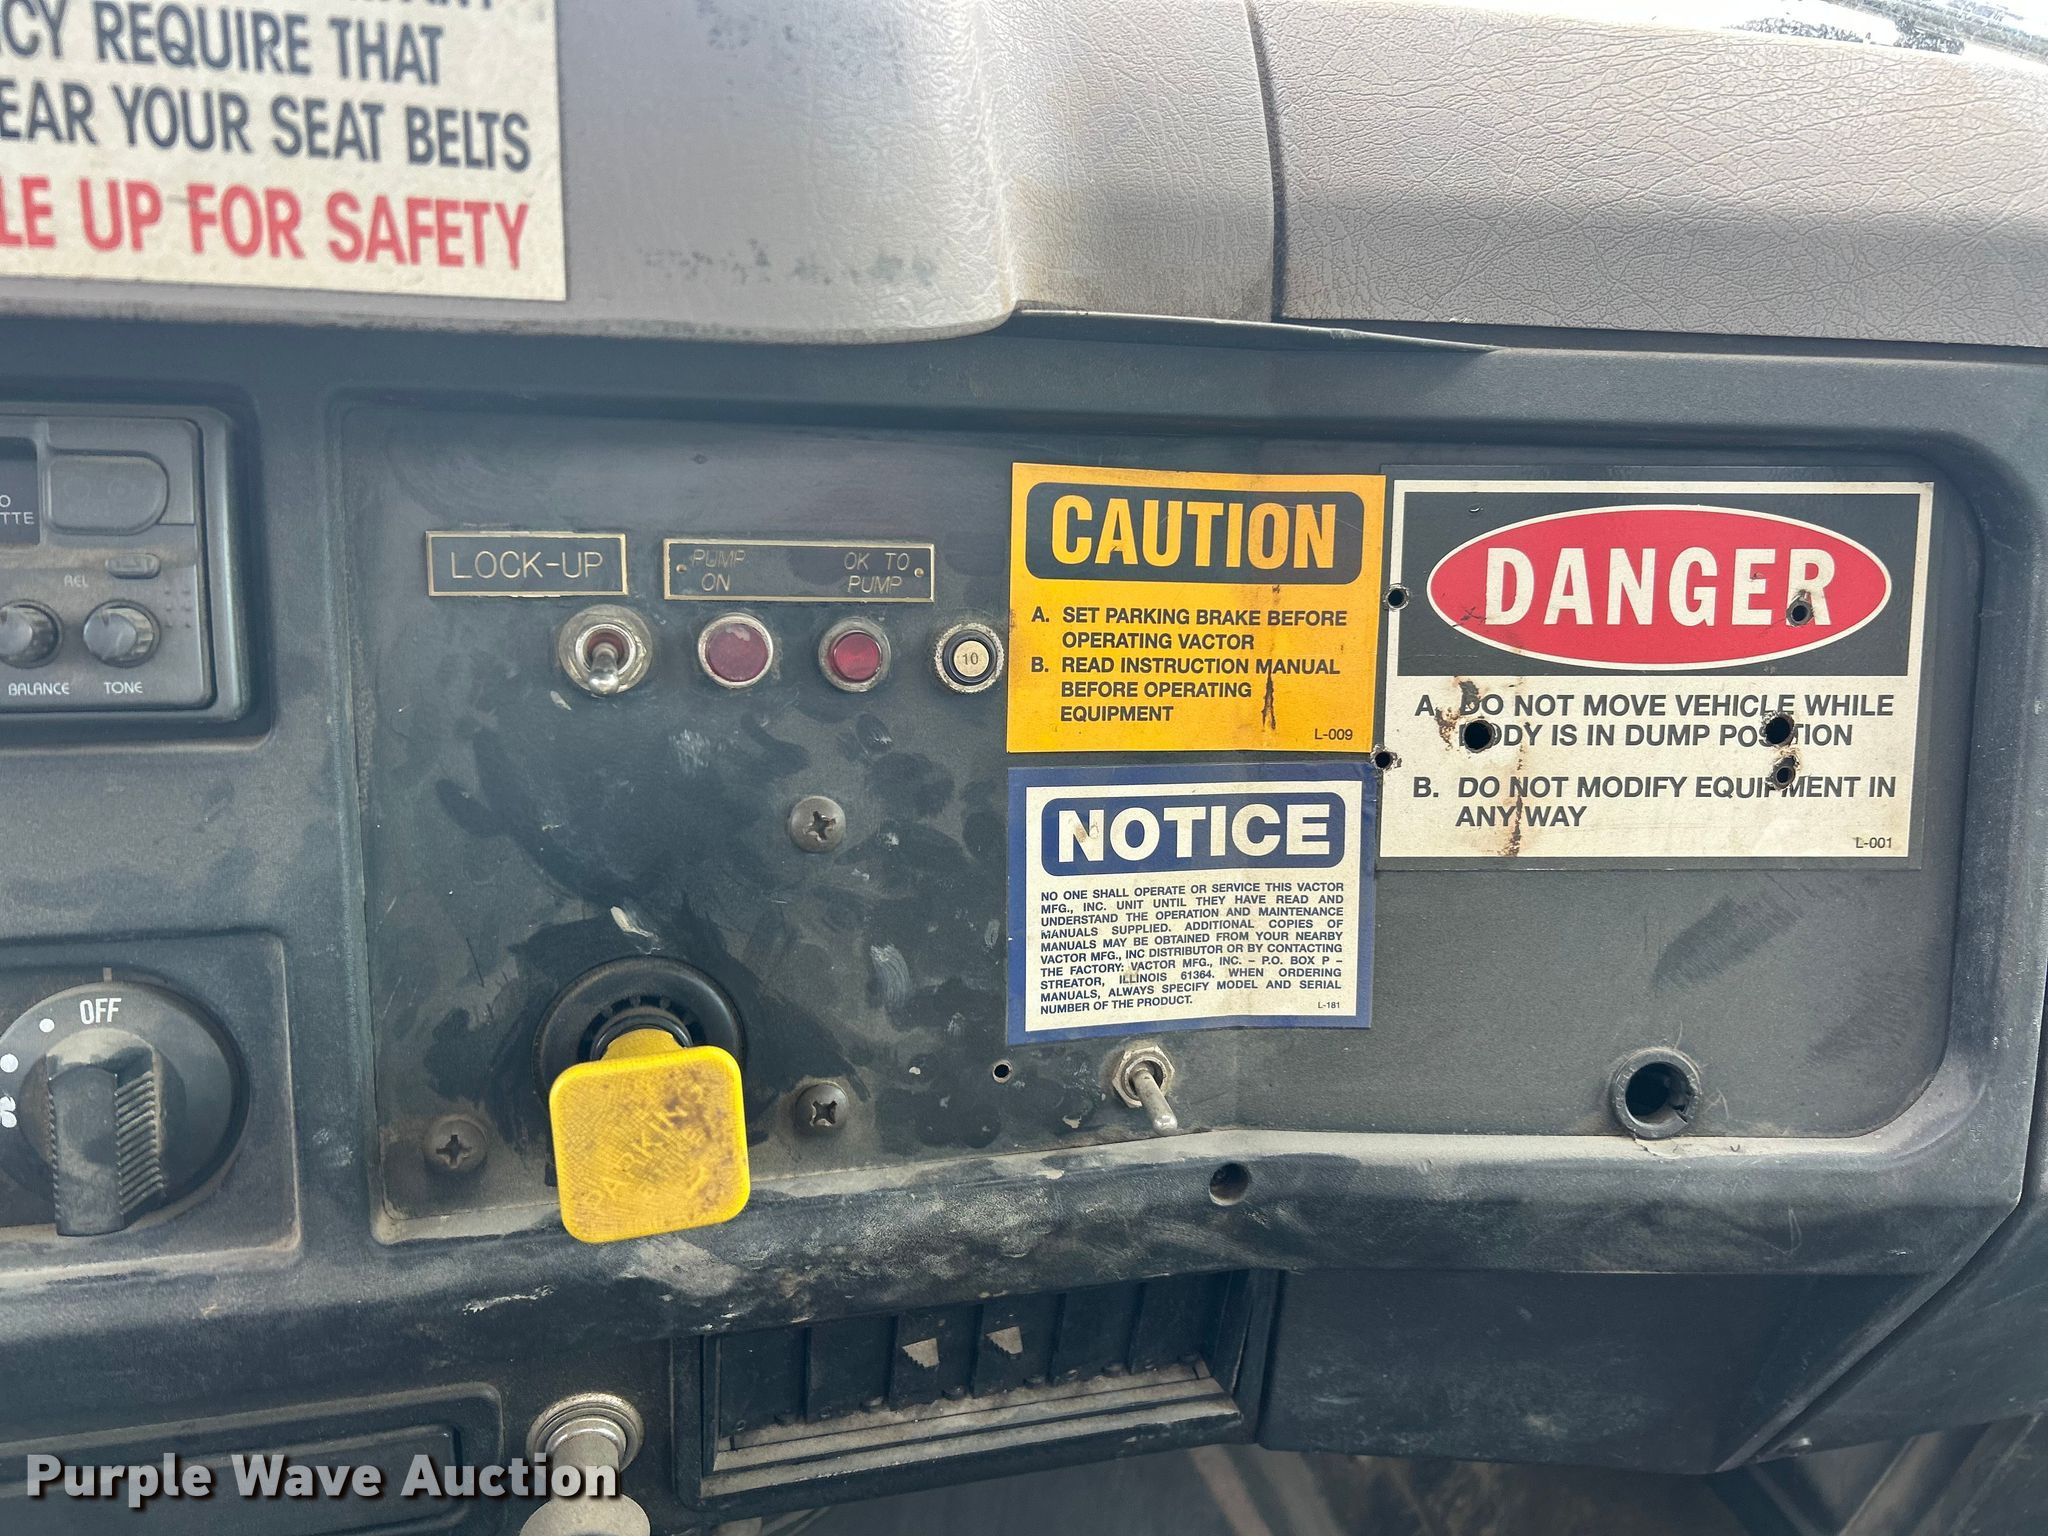 CY REQUIRE THAT
EAR YOUR SEAT BELTS
LE UP FOR SAFETY
REL
BALANCE TONE
OFF
LOCK-UP
PUMP ON
OK TO PUMP
10
CAUTION
A. SET PARKING BRAKE BEFORE
OPERATING VACTOR
B. READ INSTRUCTION MANUAL
BEFORE OPERATING
EQUIPMENT
L-009
DANGER
A. DO NOT MOVE VEHICLE WHILE
BODY IS IN DUMP POSITION
B. DO NOT MODIFY EQUIPMENT IN
ANY WAY
L-001
NOTICE
NO ONE SHALL OPERATE OR SERVICE THIS VACTOR
MFG., INC. UNIT UNTIL THEY HAVE READ AND
UNDERSTAND THE OPERATION AND MAINTENANCE
MANUALS SUPPLIED. ADDITIONAL COPIES OF
MANUALS MAY BE OBTAINED FROM YOUR NEARBY
VACTOR MFG., INC DISTRIBUTOR OR BY CONTACTING
THE FACTORY: VACTOR MFG., INC. – P.O. BOX P –
STREATOR, ILLINOIS 61364. WHEN ORDERING
MANUALS, ALWAYS SPECIFY MODEL AND SERIAL
NUMBER OF THE PRODUCT.
L-181
PARKING
Purple Wave Auction